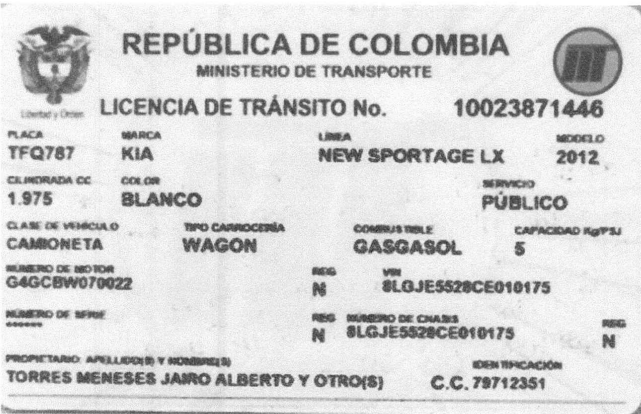 REPÚBLICA DE COLOMBIA
MINISTERIO DE TRANSPORTE
Libertad y Orden
LICENCIA DE TRÁNSITO No. 10023871446
PLACA MARCA LÍNEA MODELO
TFQ787 KIA NEW SPORTAGE LX 2012
CILINDRADA CC COLOR SERVICIO
1.975 BLANCO PÚBLICO
CLASE DE VEHÍCULO TIPO CARROCERÍA COMBUSTIBLE CAPACIDAD Kg/PSJ
CAMIONETA WAGON GASGASOL 5
NÚMERO DE MOTOR REG VIN
G4GCBW070022 N 8LGJE5528CE010175
NÚMERO DE SERIE REG NÚMERO DE CHASIS REG
****** N 8LGJE5528CE010175 N
PROPIETARIO: APELLIDO(S) Y NOMBRE(S) IDENTIFICACIÓN
TORRES MENESES JAIRO ALBERTO Y OTRO(S) C.C. 79712351